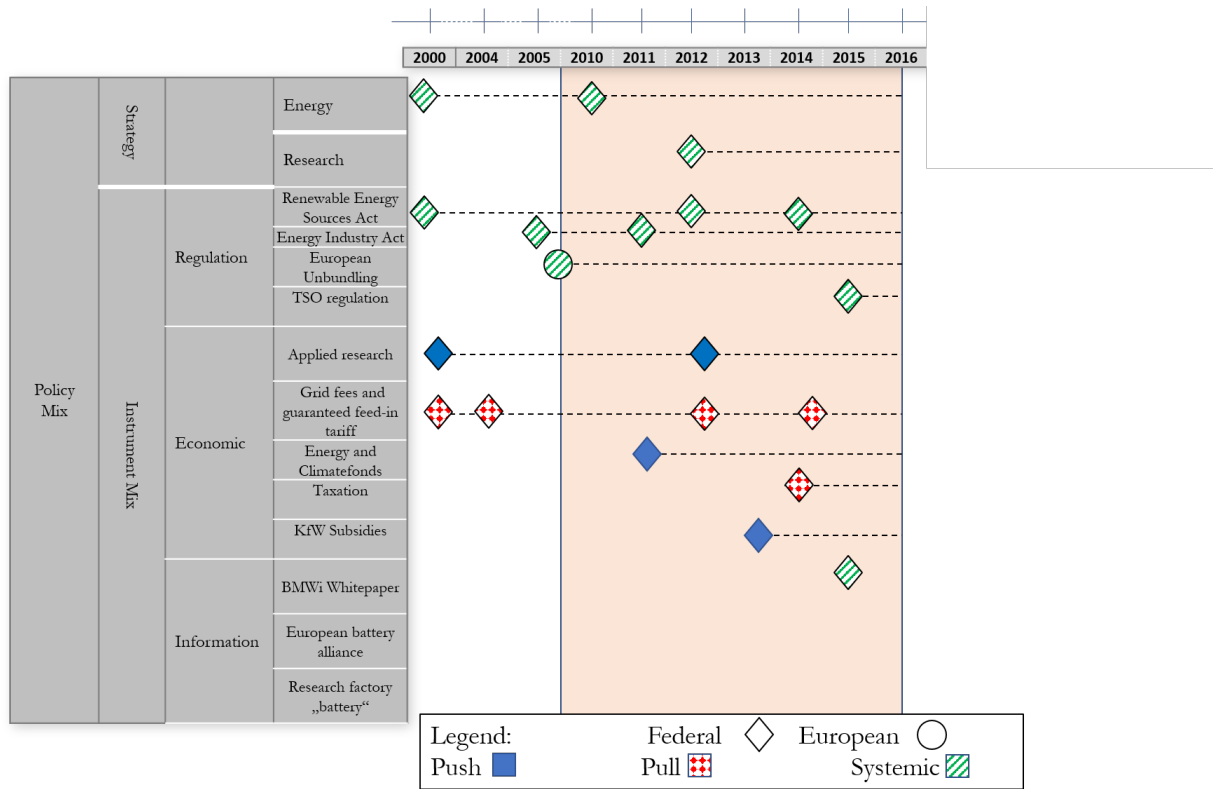 2000 2004 2005 2010 2011 2012 2013 2014 2015 2016
Policy
Mix
Strategy
Energy
Research
Instrument Mix
Regulation
Renewable Energy
Sources Act
Energy Industry Act
European
Unbundling
TSO regulation
Economic
Applied research
Grid fees and
guaranteed feed-in
tariff
Energy and
Climatefonds
Taxation
KfW Subsidies
Information
BMWi Whitepaper
European battery
alliance
Research factory
„battery“
Legend: Federal European
Push Pull Systemic